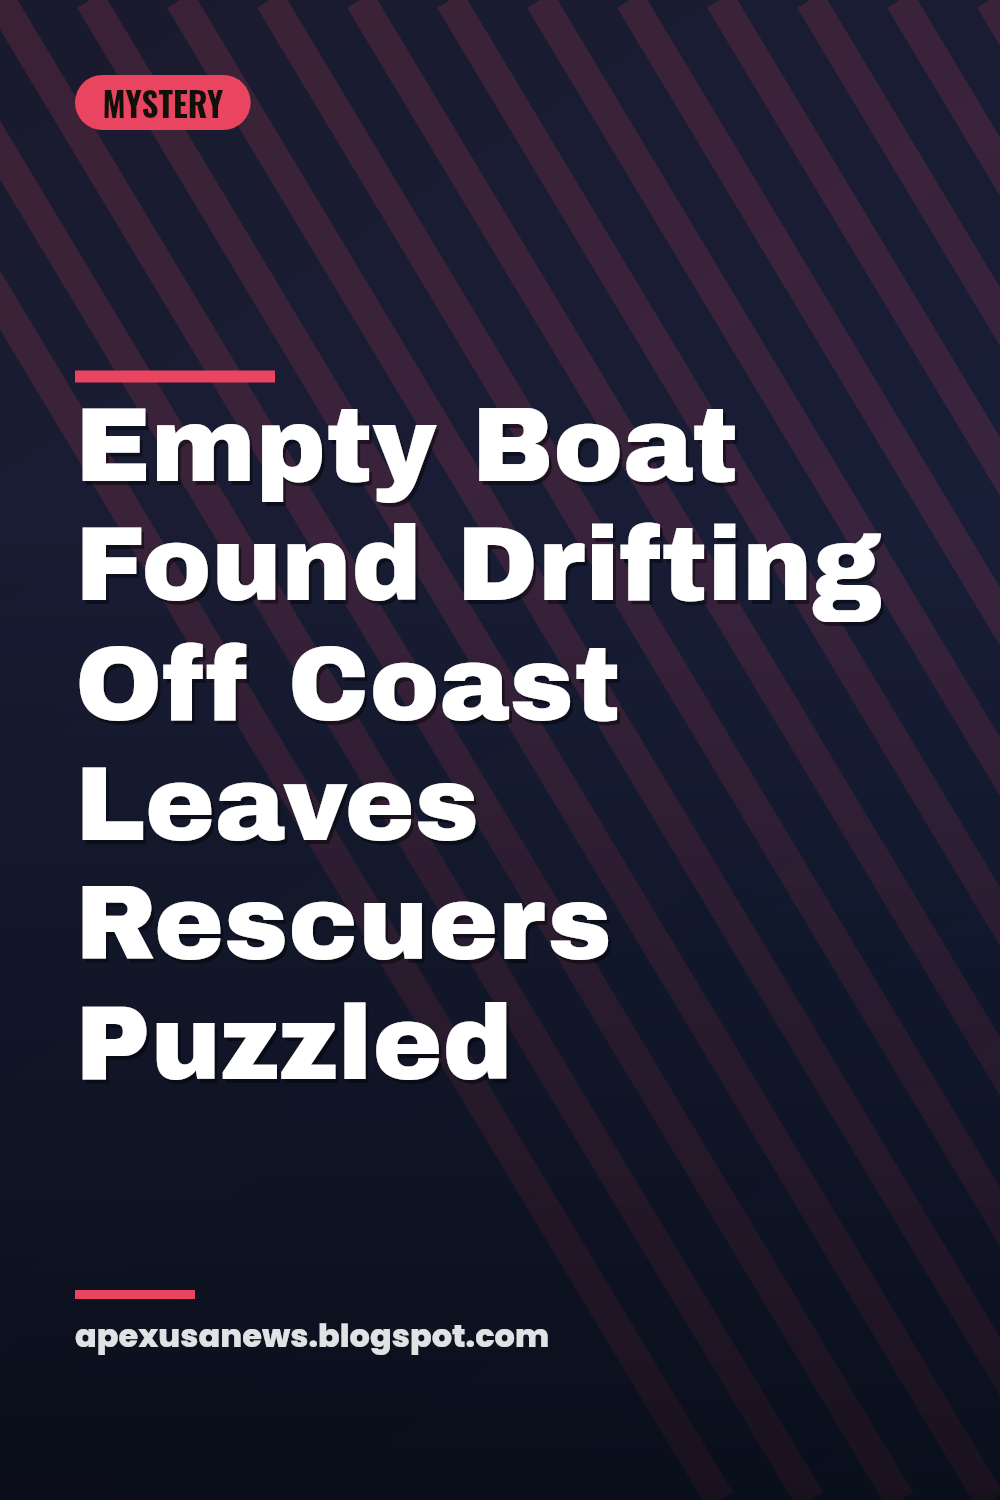 MYSTERY
Empty Boat
Found Drifting
Off Coast
Leaves
Rescuers
Puzzled
apexusanews.blogspot.com